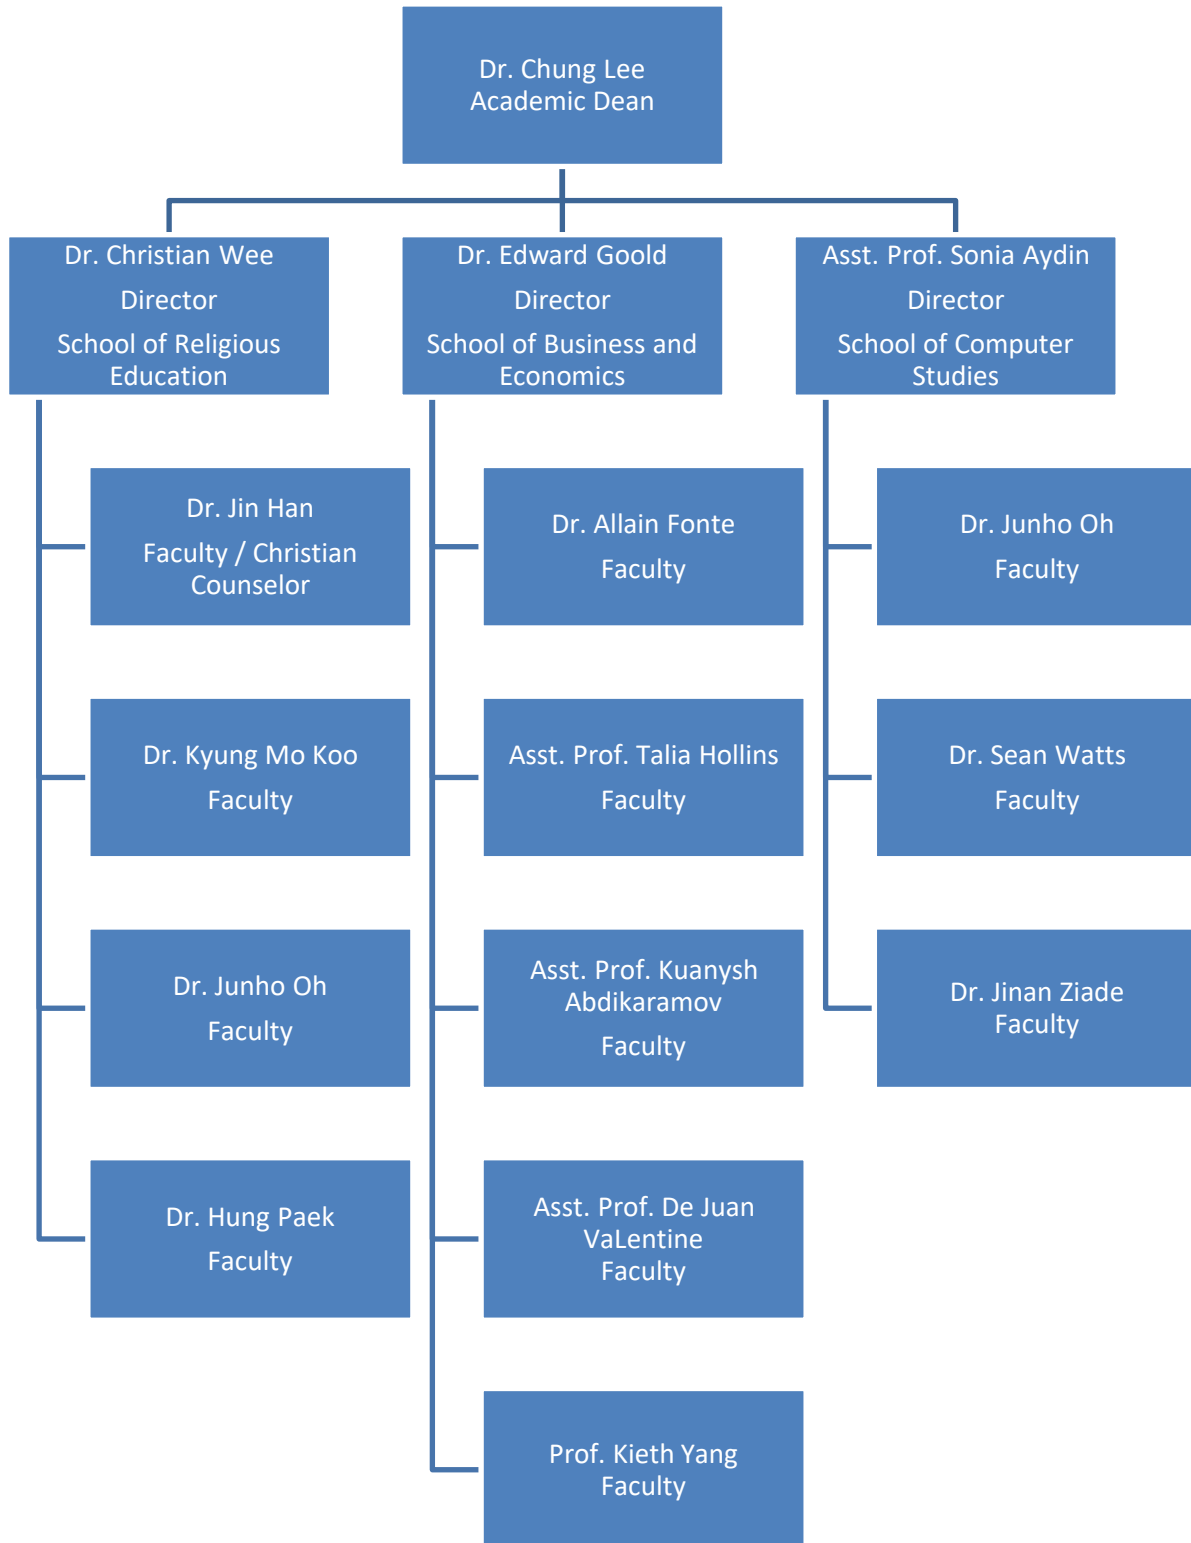 Dr. Chung Lee
Academic Dean
Dr. Christian Wee
Director
School of Religious
Education
Dr. Edward Goold
Director
School of Business and
Economics
Asst. Prof. Sonia Aydin
Director
School of Computer
Studies
Dr. Jin Han
Faculty / Christian
Counselor
Dr. Allain Fonte
Faculty
Dr. Junho Oh
Faculty
Dr. Kyung Mo Koo
Faculty
Asst. Prof. Talia Hollins
Faculty
Dr. Sean Watts
Faculty
Dr. Junho Oh
Faculty
Asst. Prof. Kuanysh
Abdikaramov
Faculty
Dr. Jinan Ziade
Faculty
Dr. Hung Paek
Faculty
Asst. Prof. De Juan
VaLentine
Faculty
Prof. Kieth Yang
Faculty